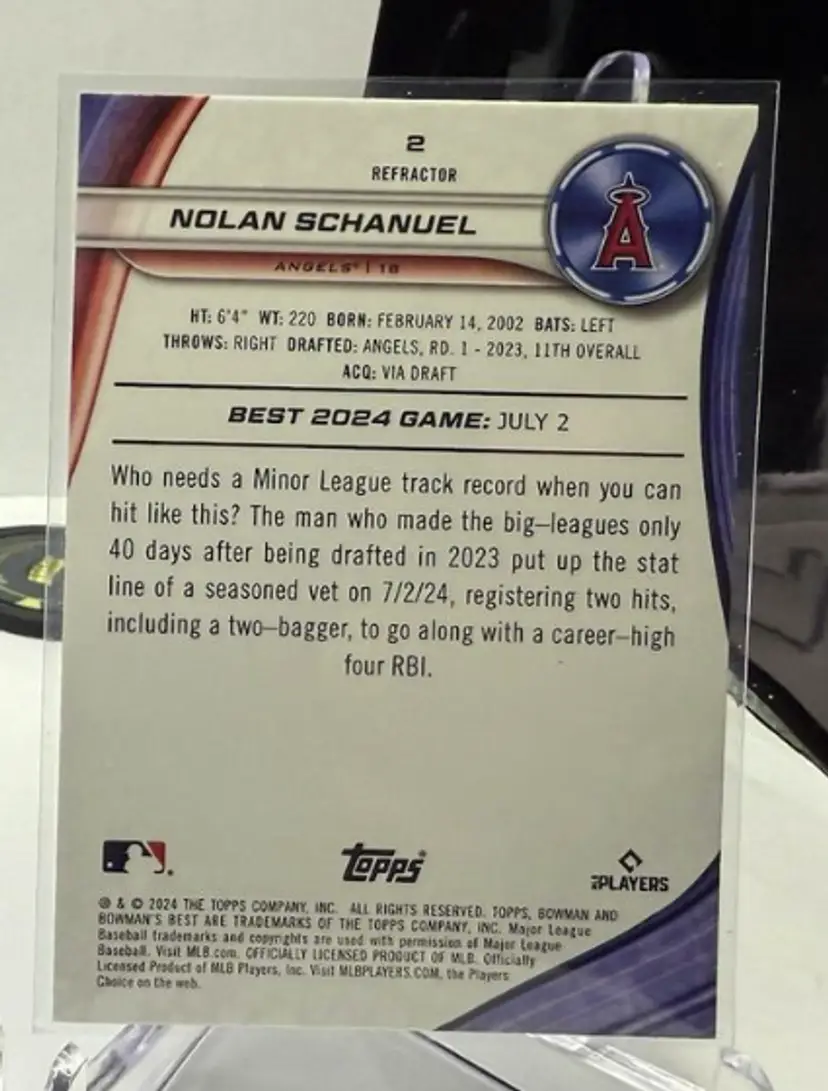 2
REFRACTOR
NOLAN SCHANUEL
A
ANGELS® | 1B
HT: 6'4" WT: 220 BORN: FEBRUARY 14, 2002 BATS: LEFT
THROWS: RIGHT DRAFTED: ANGELS, RD. 1 - 2023, 11TH OVERALL
ACQ: VIA DRAFT
BEST 2024 GAME: JULY 2
Who needs a Minor League track record when you can
hit like this? The man who made the big–leagues only
40 days after being drafted in 2023 put up the stat
line of a seasoned vet on 7/2/24, registering two hits,
including a two–bagger, to go along with a career–high
four RBI.
topps®
PLAYERS
® & © 2024 THE TOPPS COMPANY, INC. ALL RIGHTS RESERVED. TOPPS, BOWMAN AND
BOWMAN'S BEST ARE TRADEMARKS OF THE TOPPS COMPANY, INC. Major League
Baseball trademarks and copyrights are used with permission of Major League
Baseball. Visit MLB.com. OFFICIALLY LICENSED PRODUCT OF MLB. Officially
Licensed Product of MLB Players, Inc. Visit MLBPLAYERS.COM, the Players
Choice on the web.